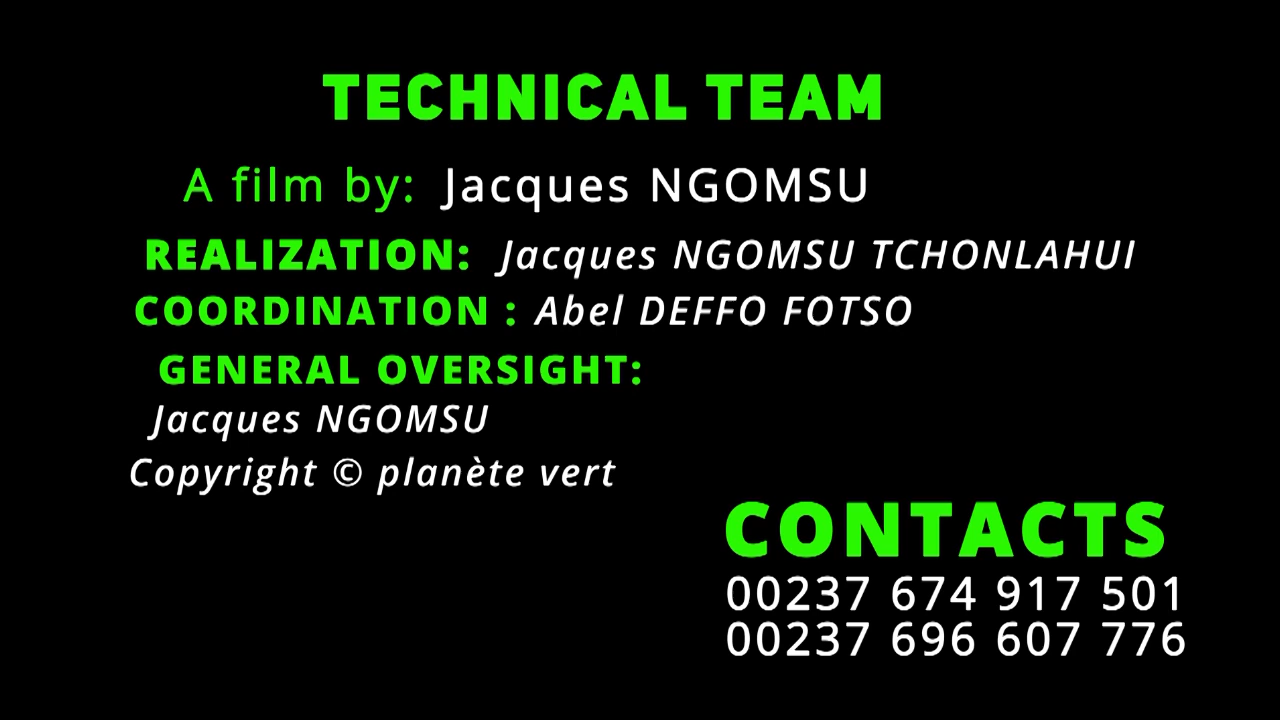 TECHNICAL TEAM
A film by: Jacques NGOMSU
REALIZATION: Jacques NGOMSU TCHONLAHUI
COORDINATION : Abel DEFFO FOTSO
GENERAL OVERSIGHT:
Jacques NGOMSU
Copyright © planète vert
CONTACTS
00237 674 917 501
00237 696 607 776